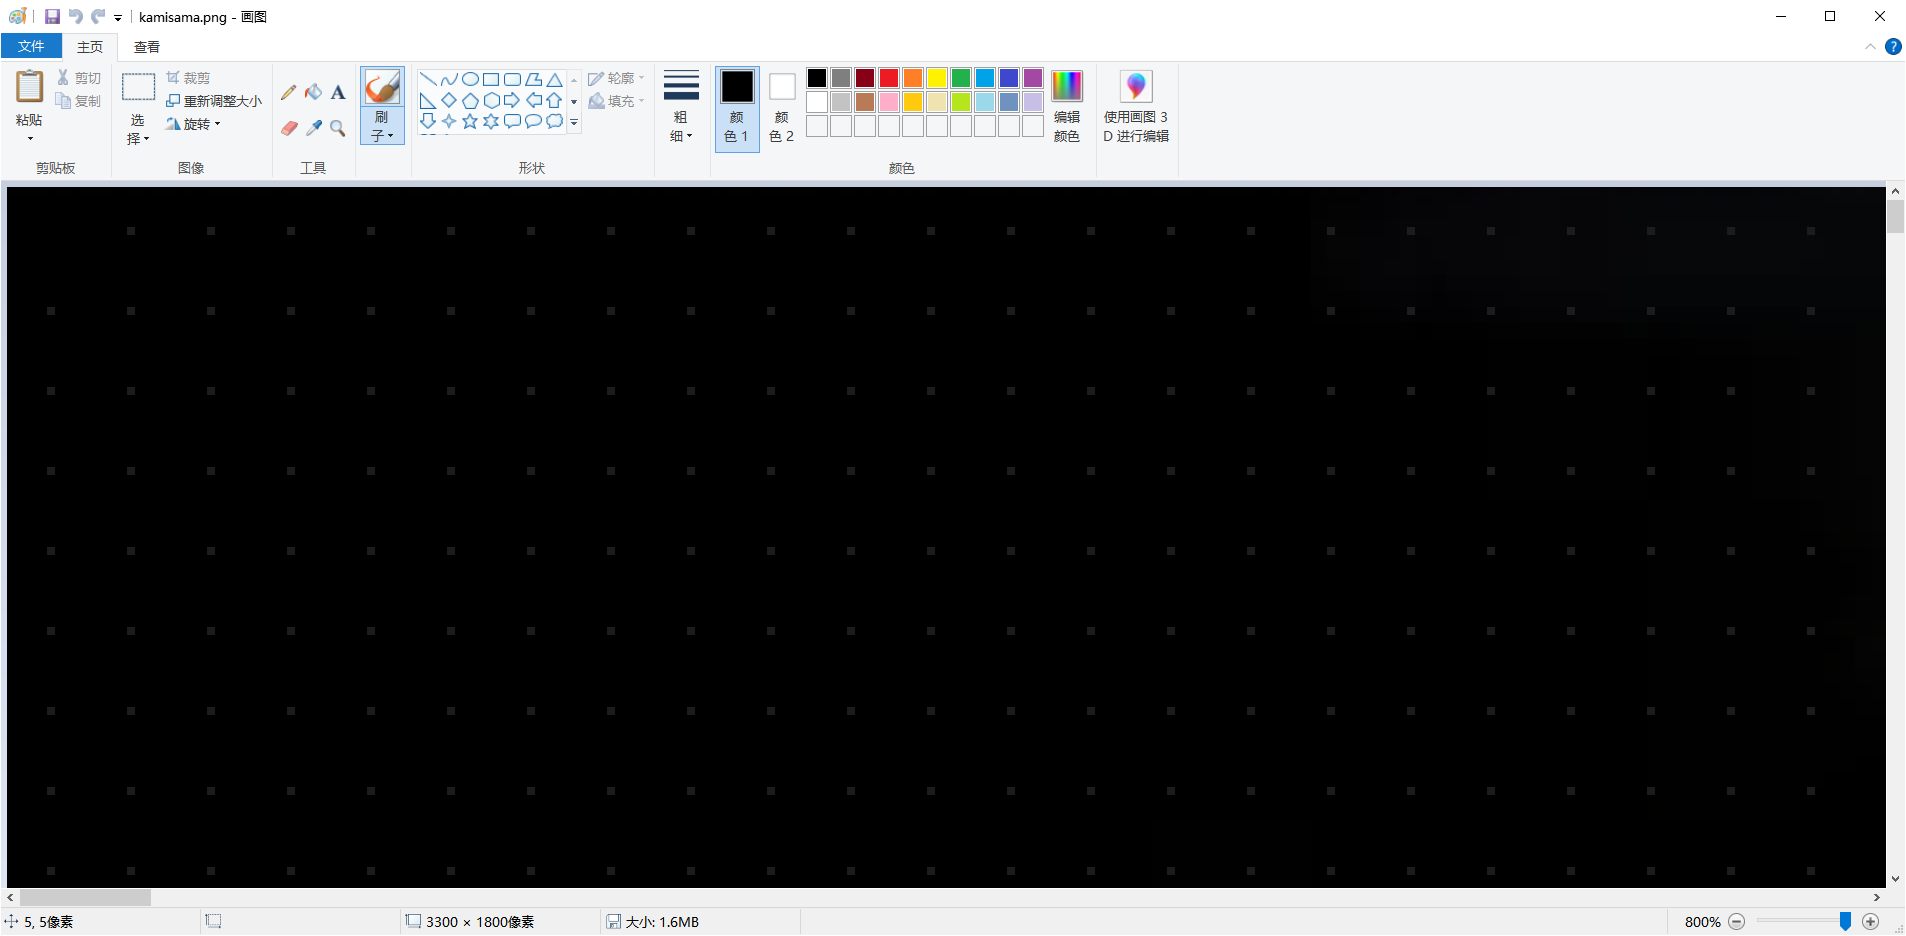 kamisama.png - 画图
文件 主页 查看
粘贴
剪切
复制
剪贴板
选择
裁剪
重新调整大小
旋转
图像
A
工具
刷子
形状
轮廓
填充
粗细
颜色 1
颜色 2
颜色
编辑颜色
使用画图 3D 进行编辑
?
5, 5像素
3300 × 1800像素
大小: 1.6MB
800%